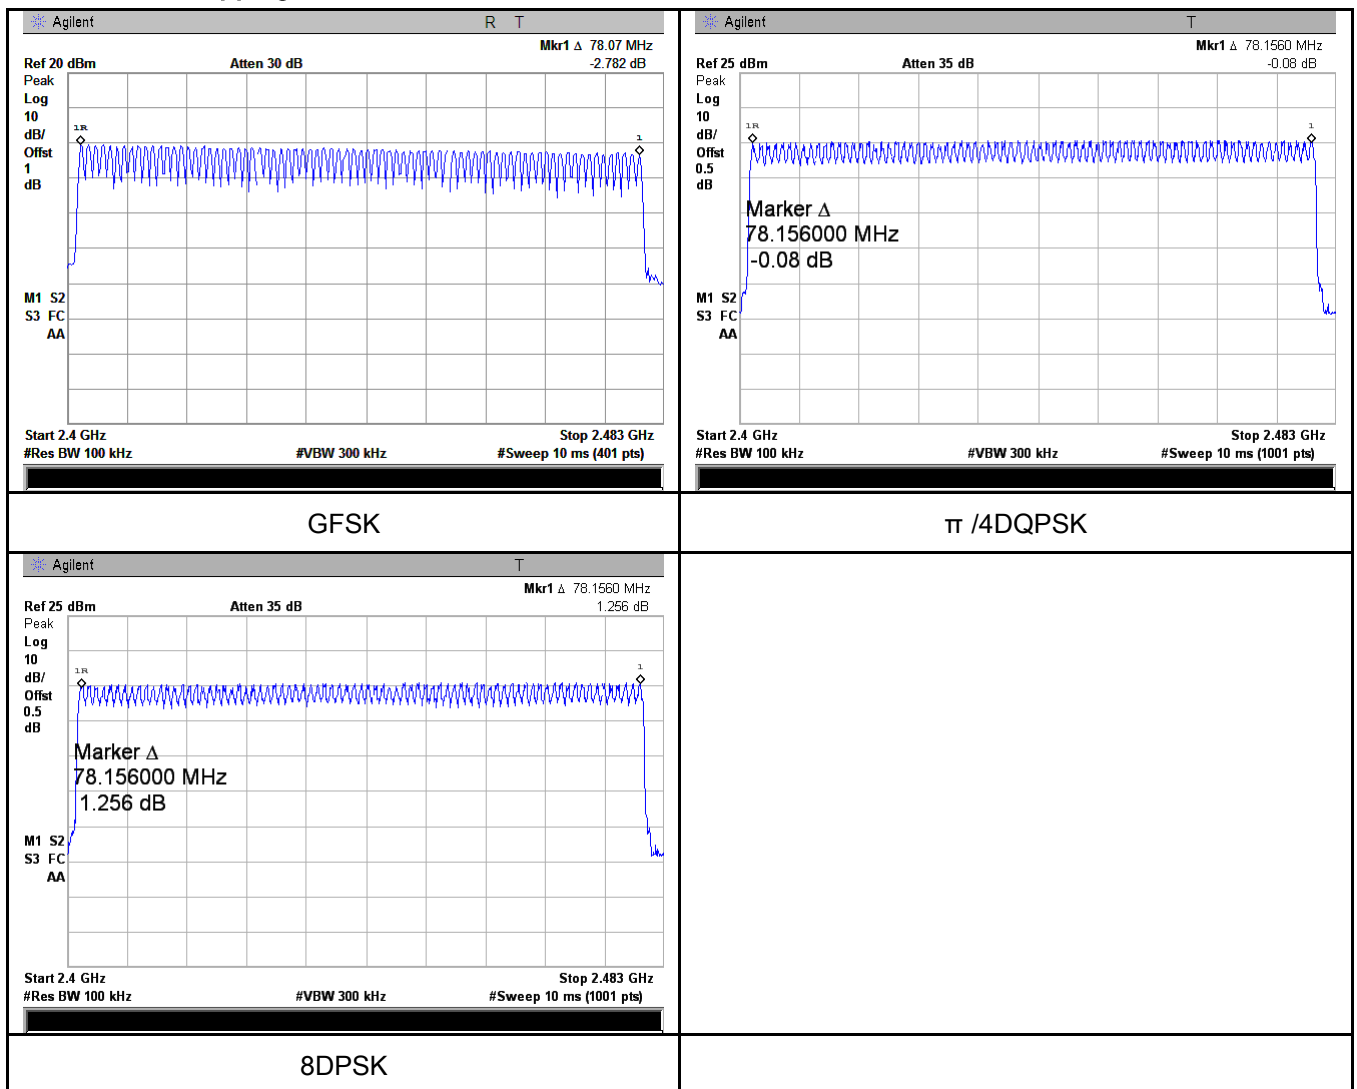 Agilent R T
Mkr1 Δ 78.07 MHz
Ref 20 dBm Atten 30 dB -2.782 dB
Peak
Log
10
dB/
Offst
1
dB
1R
1
M1 S2
S3 FC
AA
Start 2.4 GHz Stop 2.483 GHz
#Res BW 100 kHz #VBW 300 kHz #Sweep 10 ms (401 pts)
GFSK
Agilent T
Mkr1 Δ 78.1560 MHz
Ref 25 dBm Atten 35 dB -0.08 dB
Peak
Log
10
dB/
Offst
0.5
dB
1R
1
Marker Δ
78.156000 MHz
-0.08 dB
M1 S2
S3 FC
AA
Start 2.4 GHz Stop 2.483 GHz
#Res BW 100 kHz #VBW 300 kHz #Sweep 10 ms (1001 pts)
π /4DQPSK
Agilent T
Mkr1 Δ 78.1560 MHz
Ref 25 dBm Atten 35 dB 1.256 dB
Peak
Log
10
dB/
Offst
0.5
dB
1R
1
Marker Δ
78.156000 MHz
1.256 dB
M1 S2
S3 FC
AA
Start 2.4 GHz Stop 2.483 GHz
#Res BW 100 kHz #VBW 300 kHz #Sweep 10 ms (1001 pts)
8DPSK